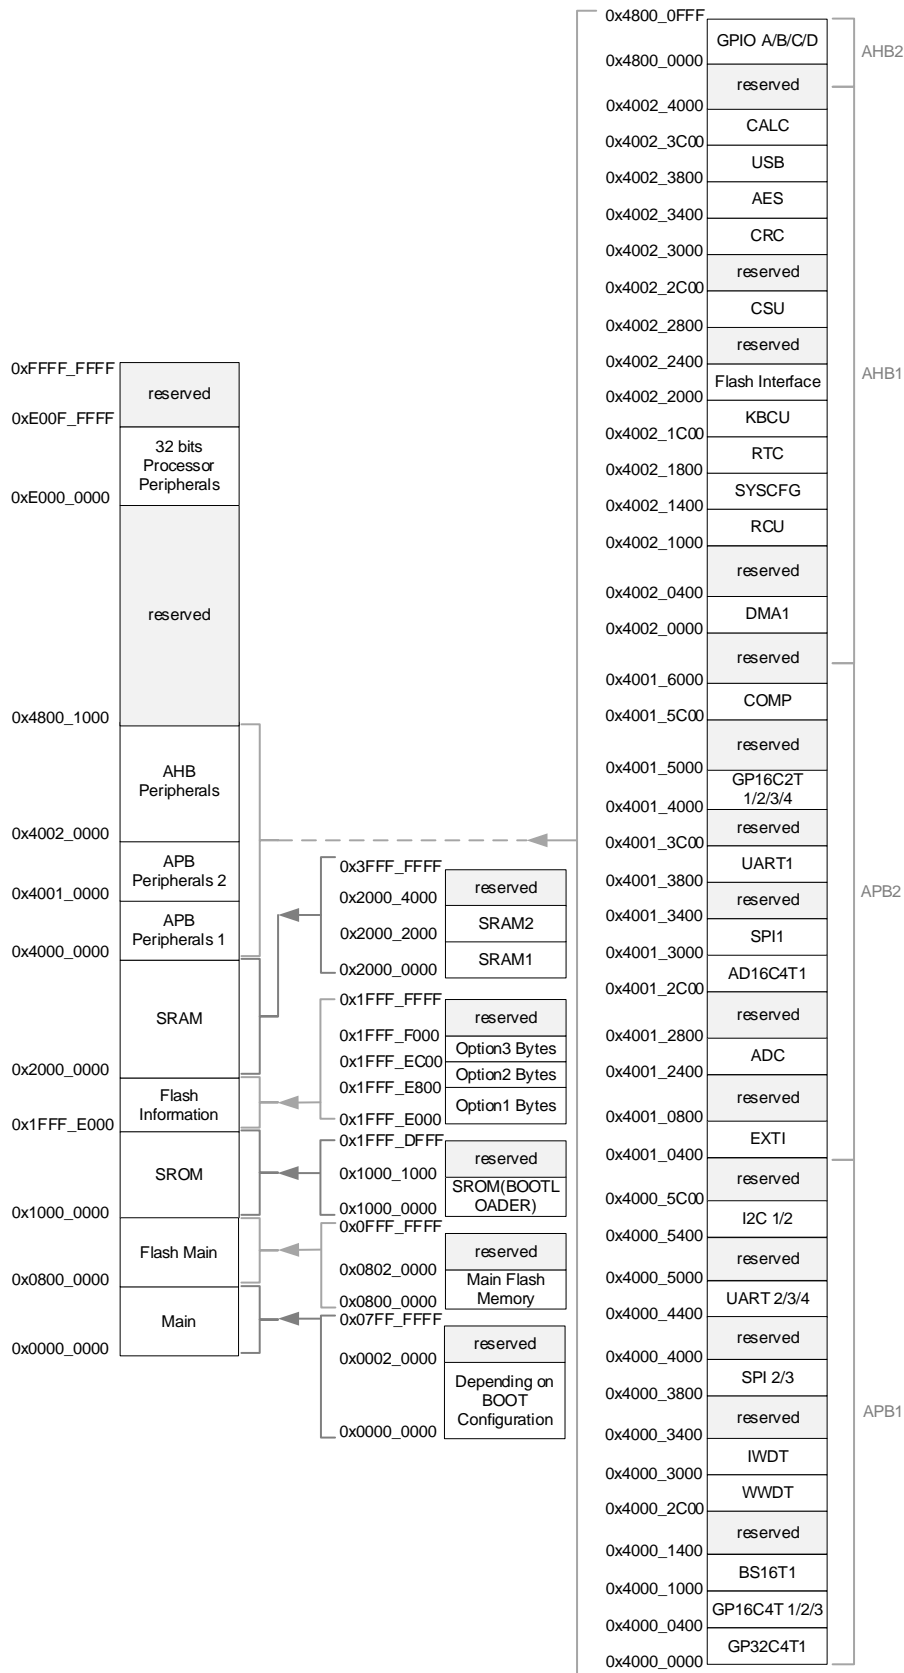 0xFFFF_FFFF
reserved
0xE00F_FFFF
32 bits
Processor
Peripherals
0xE000_0000
reserved
0x4800_1000
AHB
Peripherals
0x4002_0000
APB
Peripherals 2
0x4001_0000
APB
Peripherals 1
0x4000_0000
SRAM
0x2000_0000
Flash
Information
0x1FFF_E000
SROM
0x1000_0000
Flash Main
0x0800_0000
Main
0x0000_0000
0x3FFF_FFFF
reserved
0x2000_4000
SRAM2
0x2000_2000
SRAM1
0x2000_0000
0x1FFF_FFFF
reserved
0x1FFF_F000
Option3 Bytes
0x1FFF_EC00
Option2 Bytes
0x1FFF_E800
Option1 Bytes
0x1FFF_E000
0x1FFF_DFFF
reserved
0x1000_1000
SROM(BOOTL
OADER)
0x1000_0000
0x0FFF_FFFF
reserved
0x0802_0000
Main Flash
Memory
0x0800_0000
0x07FF_FFFF
reserved
0x0002_0000
Depending on
BOOT
Configuration
0x0000_0000
0x4800_0FFF
GPIO A/B/C/D
AHB2
0x4800_0000
reserved
0x4002_4000
CALC
0x4002_3C00
USB
0x4002_3800
AES
0x4002_3400
CRC
0x4002_3000
reserved
0x4002_2C00
CSU
0x4002_2800
reserved
0x4002_2400
AHB1
Flash Interface
0x4002_2000
KBCU
0x4002_1C00
RTC
0x4002_1800
SYSCFG
0x4002_1400
RCU
0x4002_1000
reserved
0x4002_0400
DMA1
0x4002_0000
reserved
0x4001_6000
COMP
0x4001_5C00
reserved
0x4001_5000
GP16C2T
1/2/3/4
0x4001_4000
reserved
0x4001_3C00
UART1
0x4001_3800
reserved
APB2
0x4001_3400
SPI1
0x4001_3000
AD16C4T1
0x4001_2C00
reserved
0x4001_2800
ADC
0x4001_2400
reserved
0x4001_0800
EXTI
0x4001_0400
reserved
0x4000_5C00
I2C 1/2
0x4000_5400
reserved
0x4000_5000
UART 2/3/4
0x4000_4400
reserved
0x4000_4000
SPI 2/3
0x4000_3800
reserved
APB1
0x4000_3400
IWDT
0x4000_3000
WWDT
0x4000_2C00
reserved
0x4000_1400
BS16T1
0x4000_1000
GP16C4T 1/2/3
0x4000_0400
GP32C4T1
0x4000_0000